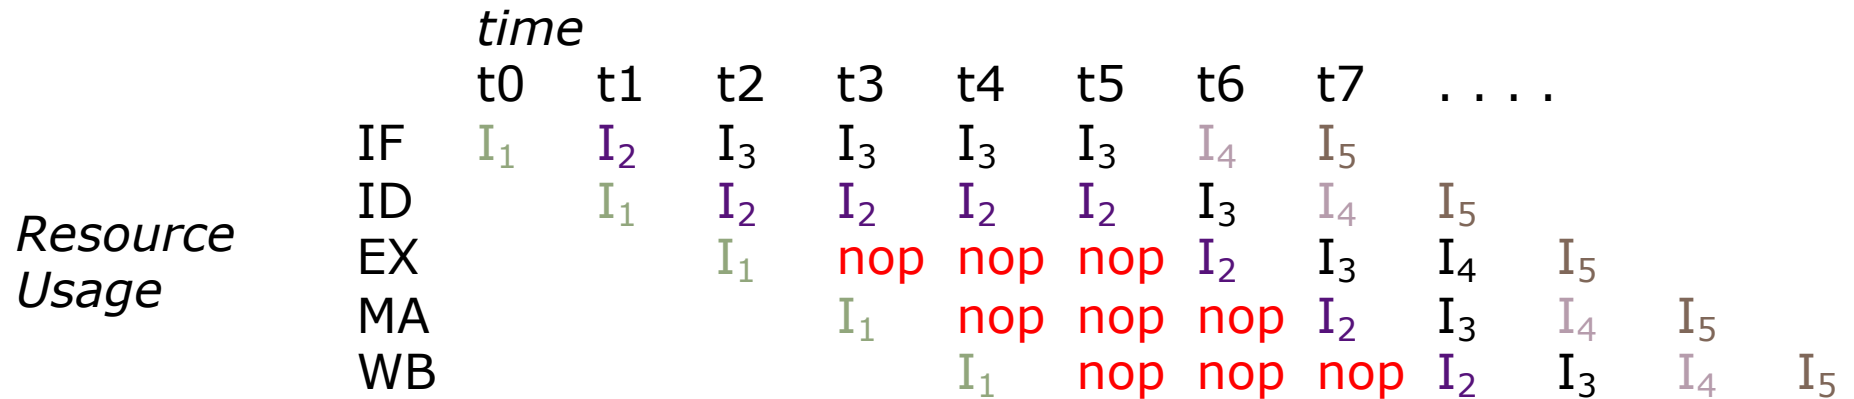 time
t0 t1 t2 t3 t4 t5 t6 t7 . . . .
IF I₁ I₂ I₃ I₃ I₃ I₃ I₄ I₅
ID I₁ I₂ I₂ I₂ I₂ I₃ I₄ I₅
Resource
EX I₁ nop nop nop I₂ I₃ I₄ I₅
Usage
MA I₁ nop nop nop I₂ I₃ I₄ I₅
WB I₁ nop nop nop I₂ I₃ I₄ I₅